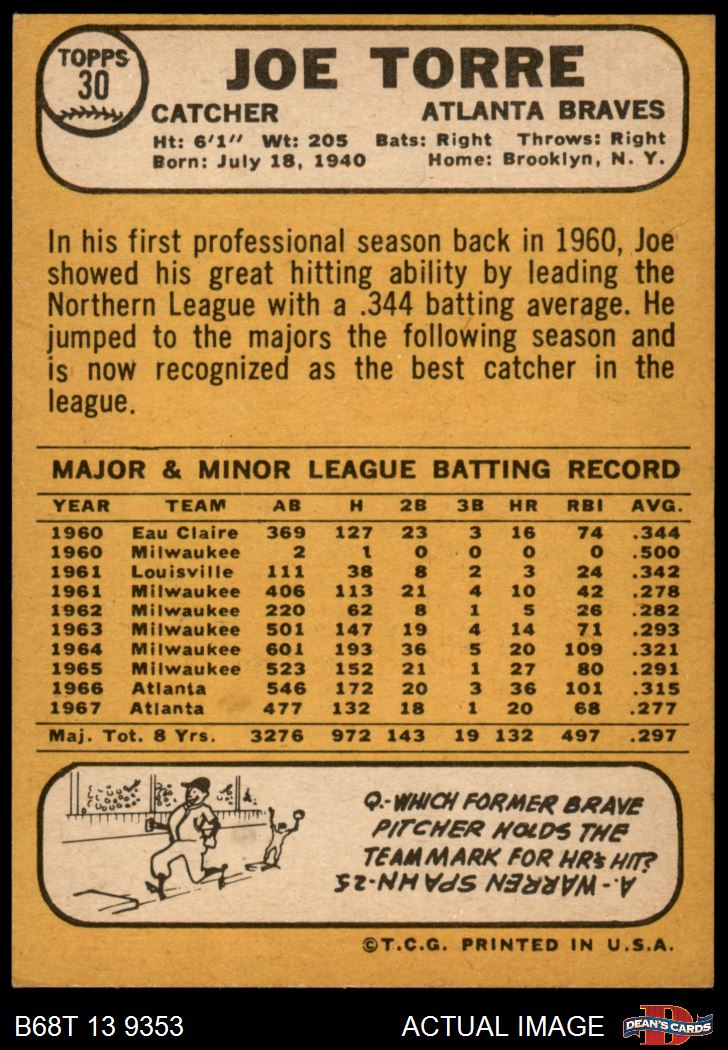 TOPPS
30
JOE TORRE
CATCHER ATLANTA BRAVES
Ht: 6'1" Wt: 205 Bats: Right Throws: Right
Born: July 18, 1940 Home: Brooklyn, N. Y.
In his first professional season back in 1960, Joe
showed his great hitting ability by leading the
Northern League with a .344 batting average. He
jumped to the majors the following season and
is now recognized as the best catcher in the
league.
MAJOR & MINOR LEAGUE BATTING RECORD
YEAR TEAM AB H 2B 3B HR RBI AVG.
1960 Eau Claire 369 127 23 3 16 74 .344
1960 Milwaukee 2 1 0 0 0 0 .500
1961 Louisville 111 38 8 2 3 24 .342
1961 Milwaukee 406 113 21 4 10 42 .278
1962 Milwaukee 220 62 8 1 5 26 .282
1963 Milwaukee 501 147 19 4 14 71 .293
1964 Milwaukee 601 193 36 5 20 109 .321
1965 Milwaukee 523 152 21 1 27 80 .291
1966 Atlanta 546 172 20 3 36 101 .315
1967 Atlanta 477 132 18 1 20 68 .277
Maj. Tot. 8 Yrs. 3276 972 143 19 132 497 .297
Q.-WHICH FORMER BRAVE
PITCHER HOLDS THE
TEAM MARK FOR HR'S HIT?
A.-WARREN SPAHN-25
©T.C.G. PRINTED IN U.S.A.
B68T 13 9353 ACTUAL IMAGE
D
DEAN'S CARDS